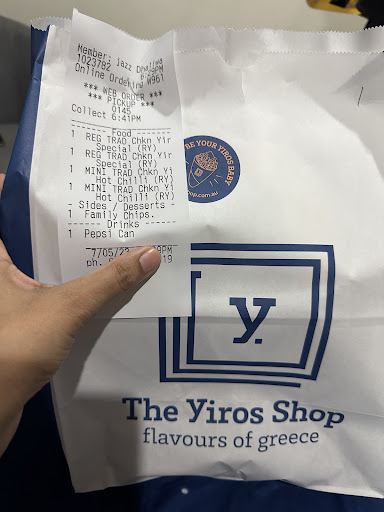 Member: Jazz Dhaliwal
1023782
Online Ordering W961
*** WEB ORDER ***
*** PICKUP ***
0145
Collect 6:41PM
------- Food -------
1 REG TRAD Chkn Yir
Special (RY)
1 REG TRAD Chkn Yir
Special (RY)
1 MINI TRAD Chkn Yi
Hot Chilli (RY)
1 MINI TRAD Chkn Yi
Hot Chilli (RY)
- Sides / Desserts -
1 Family Chips.
------ Drinks ------
1 Pepsi Can
BE YOUR YIROS BABY
y.
The Yiros Shop
flavours of greece